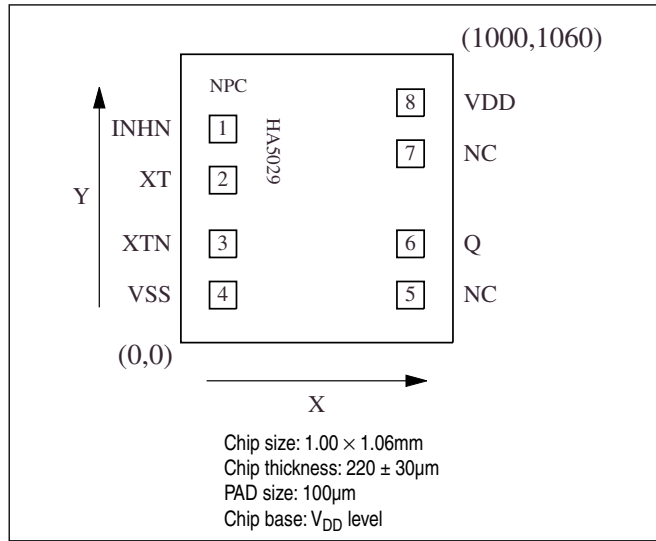 (1000,1060)
NPC
HA5029
INHN 1
XT 2
XTN 3
VSS 4
8 VDD
7 NC
6 Q
5 NC
Y
(0,0)
X
Chip size: 1.00 × 1.06mm
Chip thickness: 220 ± 30µm
PAD size: 100µm
Chip base: VDD level